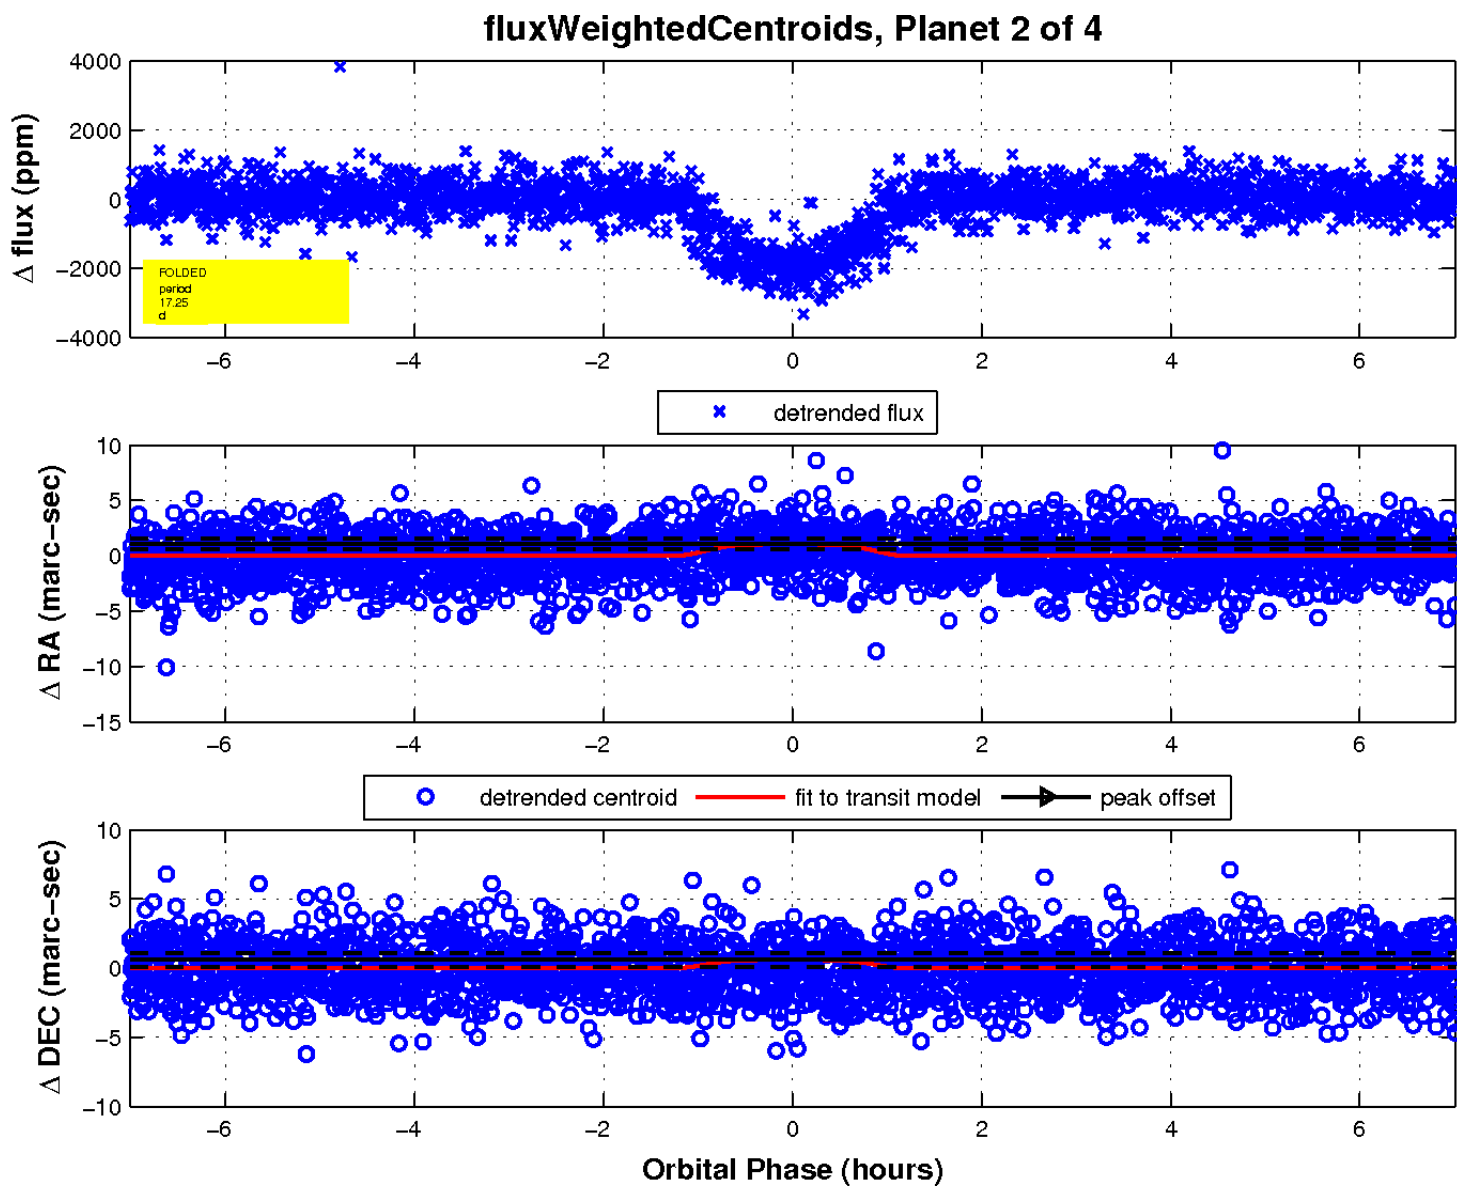 fluxWeightedCentroids, Planet 2 of 4
4000
2000
0
−2000
−4000
Δ flux (ppm)
FOLDED
period
17.25
d
−6 −4 −2 0 2 4 6
detrended flux
10
5
0
−5
−10
−15
Δ RA (marc−sec)
−6 −4 −2 0 2 4 6
detrended centroid fit to transit model peak offset
10
5
0
−5
−10
Δ DEC (marc−sec)
−6 −4 −2 0 2 4 6
Orbital Phase (hours)